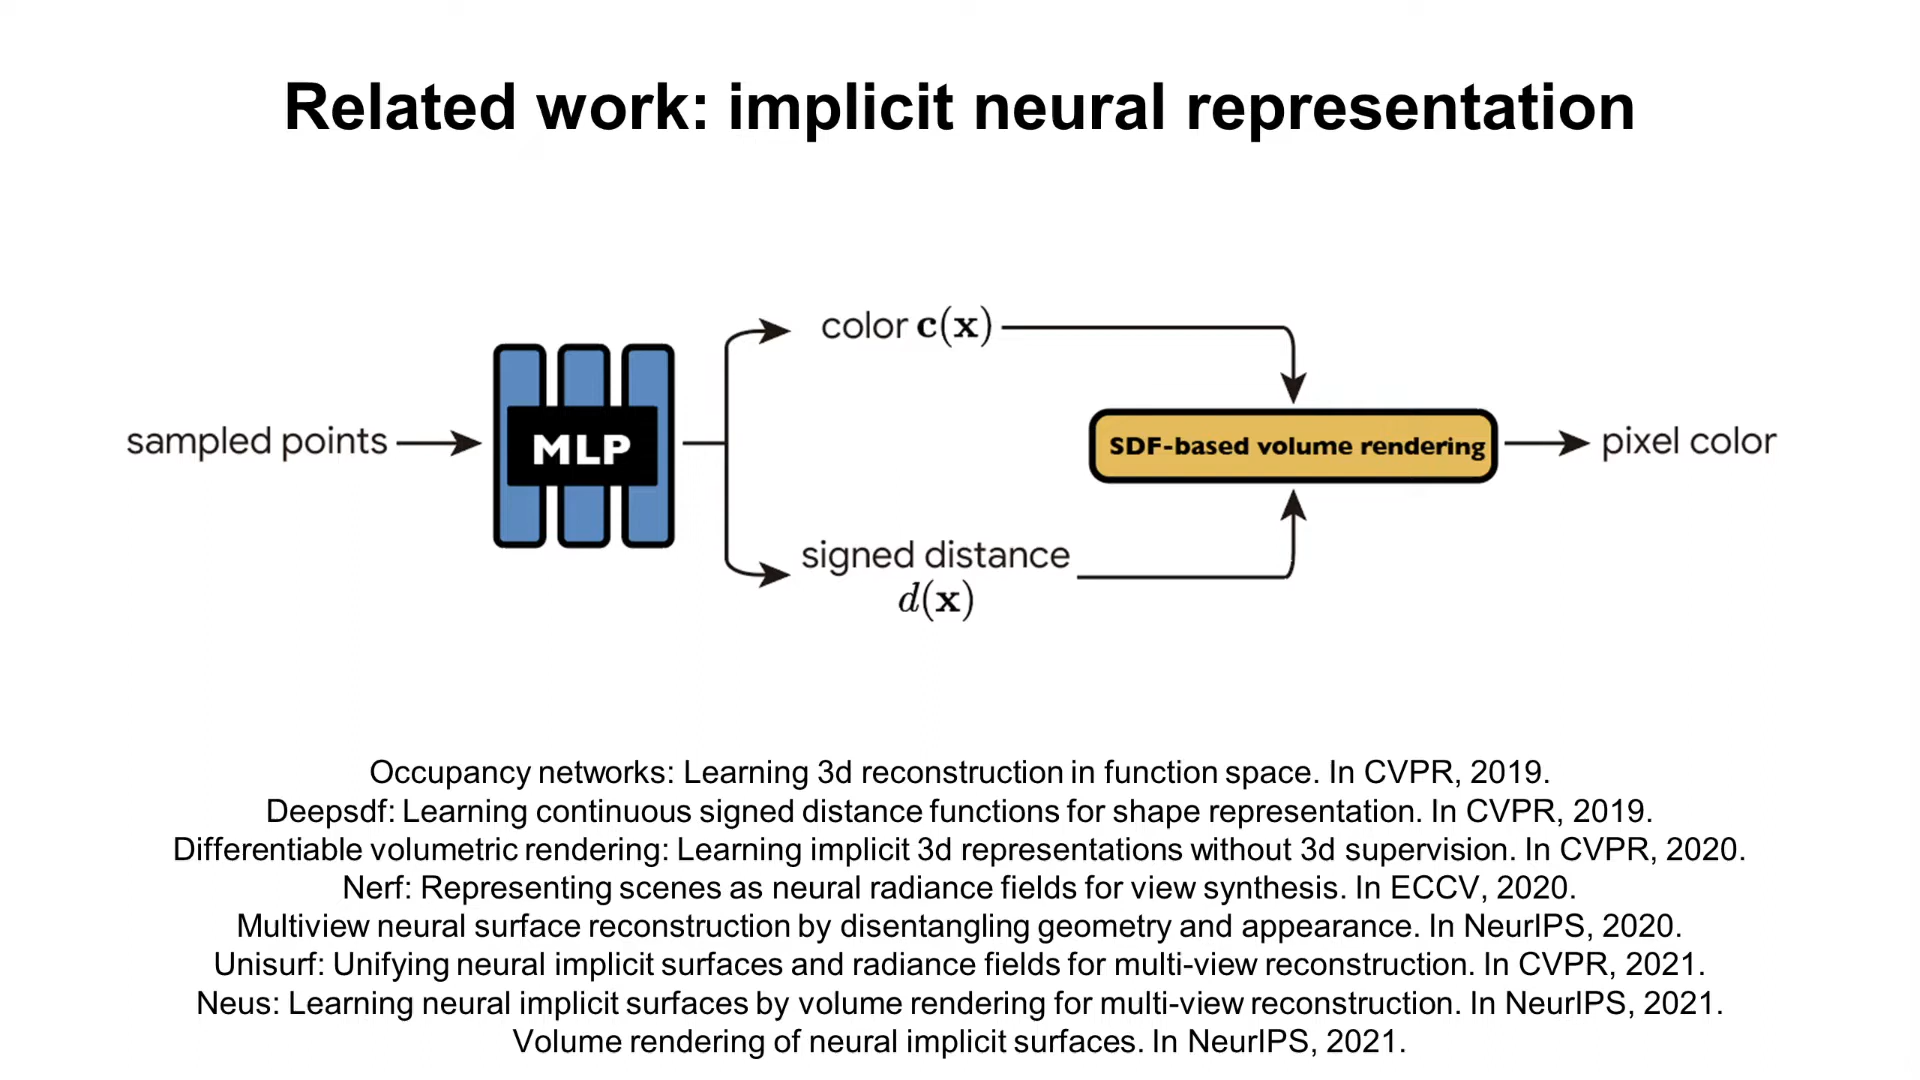 Related work: implicit neural representation
sampled points
MLP
color c(x)
signed distance
d(x)
SDF-based volume rendering
pixel color
Occupancy networks: Learning 3d reconstruction in function space. In CVPR, 2019.
Deepsdf: Learning continuous signed distance functions for shape representation. In CVPR, 2019.
Differentiable volumetric rendering: Learning implicit 3d representations without 3d supervision. In CVPR, 2020.
Nerf: Representing scenes as neural radiance fields for view synthesis. In ECCV, 2020.
Multiview neural surface reconstruction by disentangling geometry and appearance. In NeurIPS, 2020.
Unisurf: Unifying neural implicit surfaces and radiance fields for multi-view reconstruction. In CVPR, 2021.
Neus: Learning neural implicit surfaces by volume rendering for multi-view reconstruction. In NeurIPS, 2021.
Volume rendering of neural implicit surfaces. In NeurIPS, 2021.